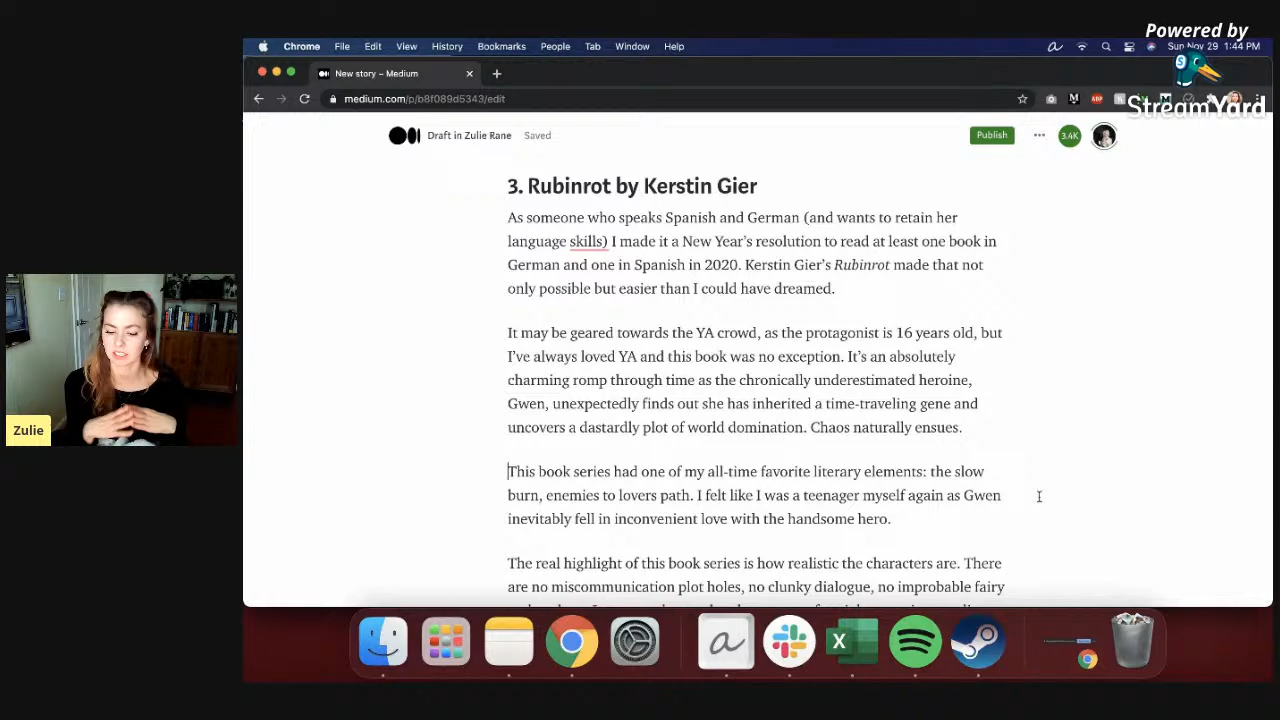 Powered by
StreamYard
Chrome File Edit View History Bookmarks People Tab Window Help
Sun Nov 29 1:44 PM
New story – Medium
medium.com/p/b8f089d5343/edit
Draft in Zulie Rane Saved
Publish
3.4K
3. Rubinrot by Kerstin Gier
As someone who speaks Spanish and German (and wants to retain her
language skills) I made it a New Year's resolution to read at least one book in
German and one in Spanish in 2020. Kerstin Gier's Rubinrot made that not
only possible but easier than I could have dreamed.
It may be geared towards the YA crowd, as the protagonist is 16 years old, but
I've always loved YA and this book was no exception. It's an absolutely
charming romp through time as the chronically underestimated heroine,
Gwen, unexpectedly finds out she has inherited a time-traveling gene and
uncovers a dastardly plot of world domination. Chaos naturally ensues.
This book series had one of my all-time favorite literary elements: the slow
burn, enemies to lovers path. I felt like I was a teenager myself again as Gwen
inevitably fell in inconvenient love with the handsome hero.
The real highlight of this book series is how realistic the characters are. There
are no miscommunication plot holes, no clunky dialogue, no improbable fairy
Zulie